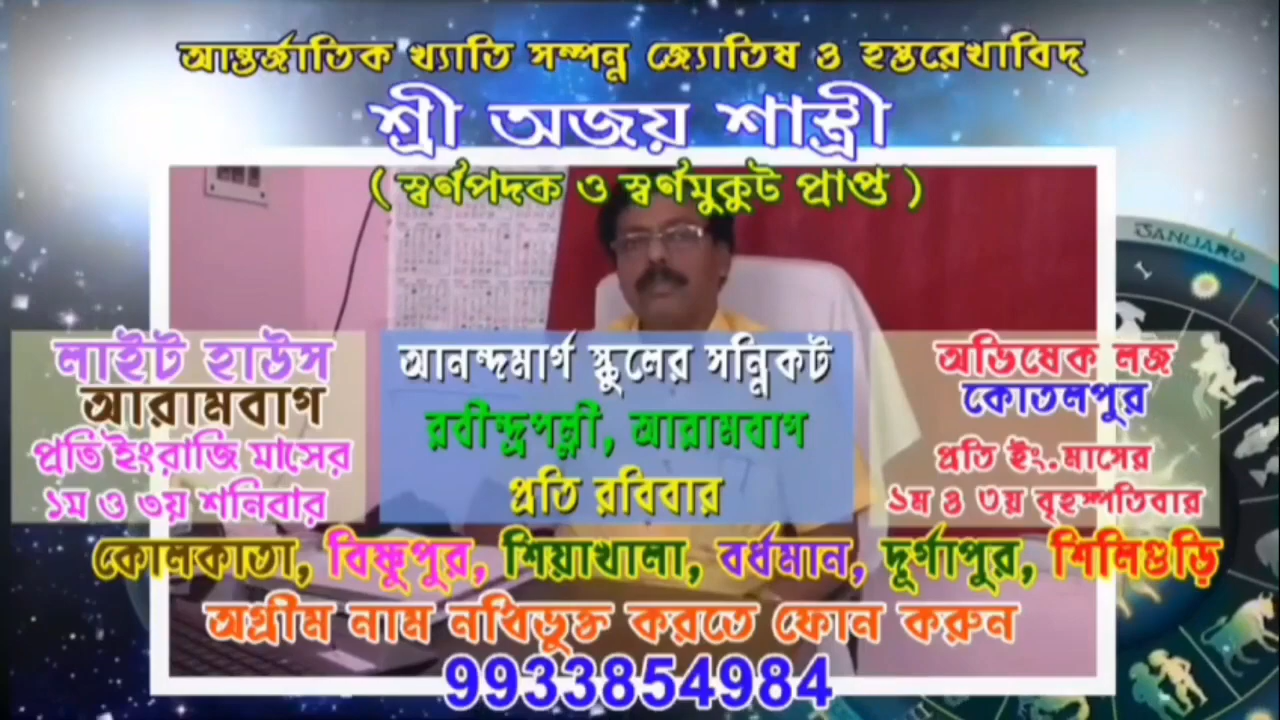 আন্তর্জাতিক খ্যাতি সম্পন্ন জ্যোতিষ ও হস্তরেখাবিদ্
শ্রী অজয় শাস্ত্রী
( স্বর্ণপদক ও স্বর্ণমুকুট প্রাপ্ত )
JANUARY
লাইট হাউস
আরামবাগ
প্রতি ইংরাজি মাসের
১ম ও ৩য় শনিবার
আনন্দমার্গ স্কুলের সন্নিকট
রবীন্দ্রপল্লী, আরামবাগ
প্রতি রবিবার
অভিষেক লজ
কোতলপুর
প্রতি ইং.মাসের
১ম ও ৩য় বৃহস্পতিবার
কোলকাতা, বিষ্ণুপুর, শিয়াখালা, বর্ধমান, দূর্গাপুর, শিলিগুড়ি
অগ্রীম নাম নথিভুক্ত করতে ফোন করুন
9933854984